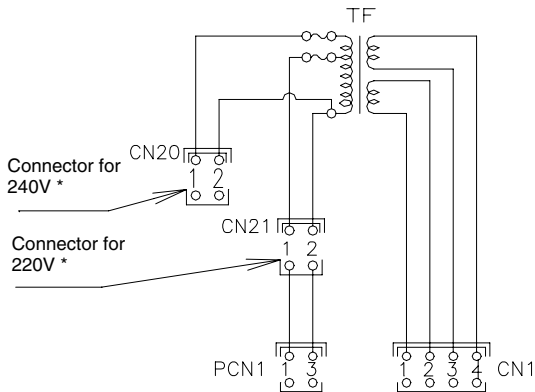 TF
CN20
1 2
Connector for
240V *
CN21
1 2
Connector for
220V *
PCN1
1 3
1 2 3 4
CN1